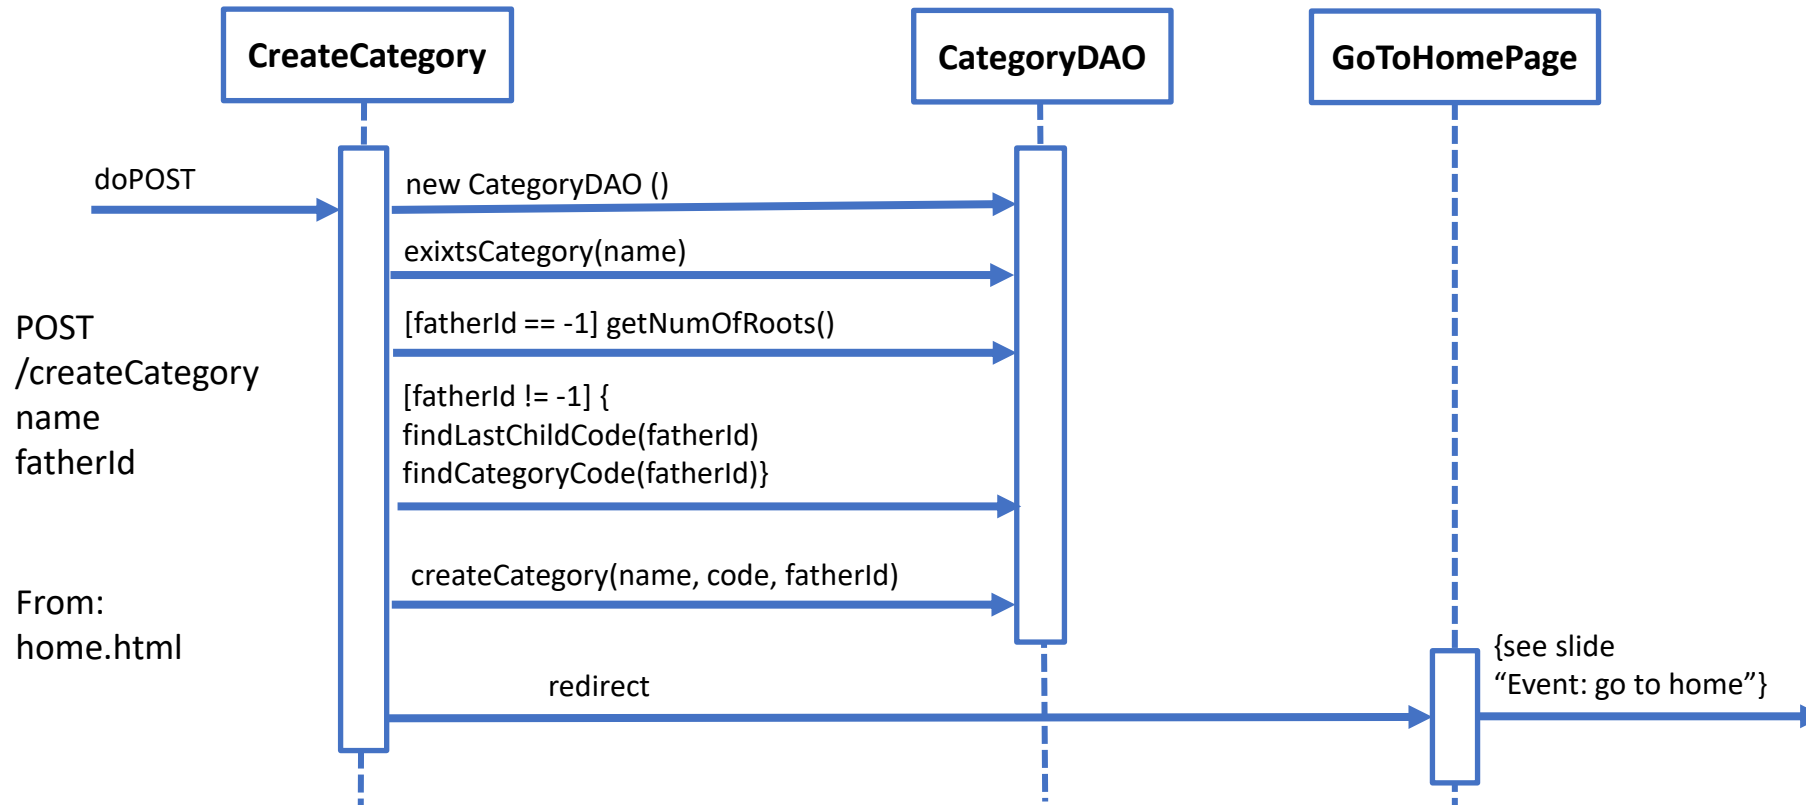 CreateCategory
CategoryDAO
GoToHomePage
doPOST
new CategoryDAO ()
exixtsCategory(name)
[fatherId == -1] getNumOfRoots()
[fatherId != -1] {
findLastChildCode(fatherId)
findCategoryCode(fatherId)}
createCategory(name, code, fatherId)
redirect
{see slide
“Event: go to home”}
POST
/createCategory
name
fatherId
From:
home.html